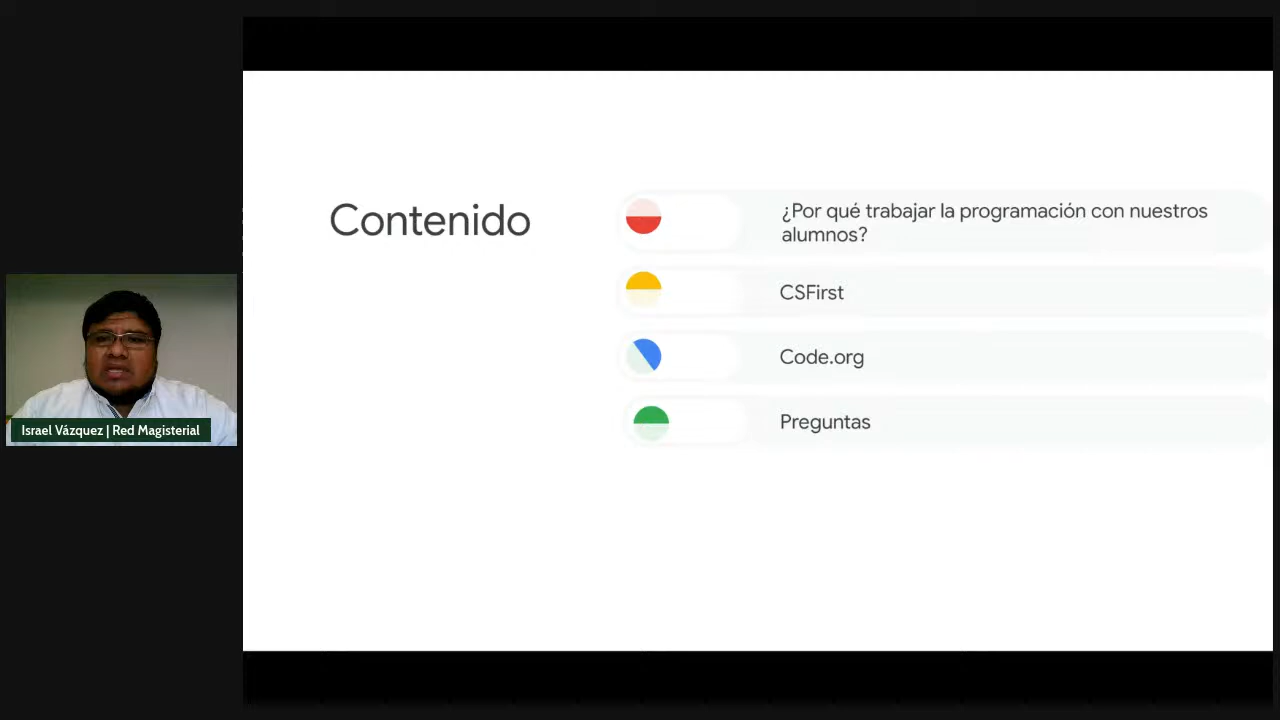 Contenido
¿Por qué trabajar la programación con nuestros
alumnos?
CSFirst
Code.org
Preguntas
Israel Vázquez | Red Magisterial